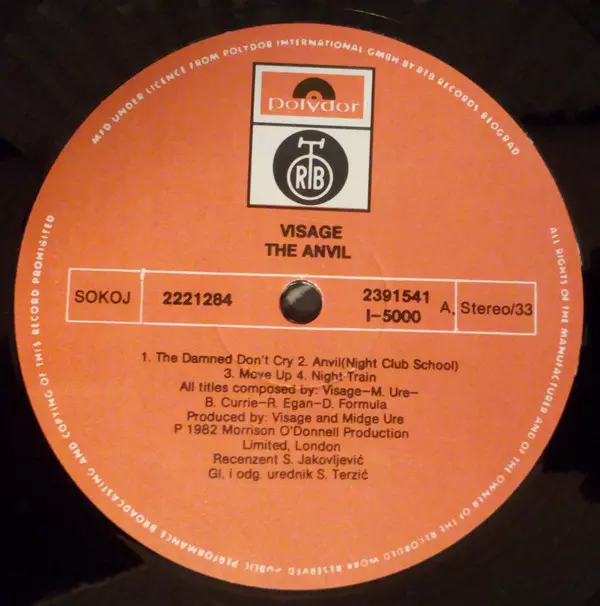 MFD UNDER LICENCE FROM POLYDOR INTERNATIONAL GMBH BY RTB RECORDS BEOGRAD
polydor
RTB
VISAGE
THE ANVIL
SOKOJ
2221284
2391541
I-5000
A, Stereo/33
1. The Damned Don't Cry 2. Anvil(Night Club School)
3. Move Up 4. Night Train
All titles composed by: Visage-M. Ure-
B. Currie-R. Egan-D. Formula
Produced by: Visage and Midge Ure
P 1982 Morrison O'Donnell Production
Limited, London
Recenzent S. Jakovljević
Gl. i odg. urednik S. Terzić
ALL RIGHTS OF THE MANUFACTURER AND OF THE OWNER OF THE RECORDED WORK RESERVED PUBLIC PERFORMANCE BROADCASTING AND COPYING OF THIS RECORD PROHIBITED